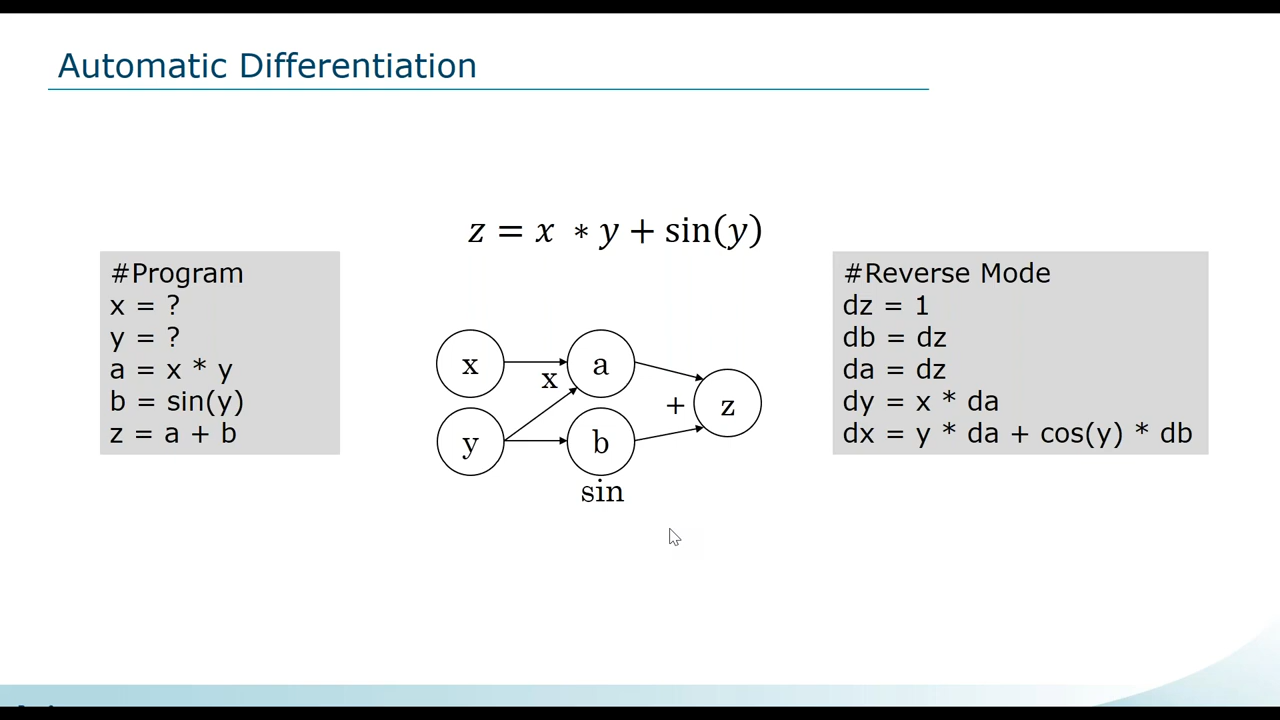 Automatic Differentiation
z = x * y + sin(y)
#Program
x = ?
y = ?
a = x * y
b = sin(y)
z = a + b
x
a
x
y
b
sin
+
z
#Reverse Mode
dz = 1
db = dz
da = dz
dy = x * da
dx = y * da + cos(y) * db